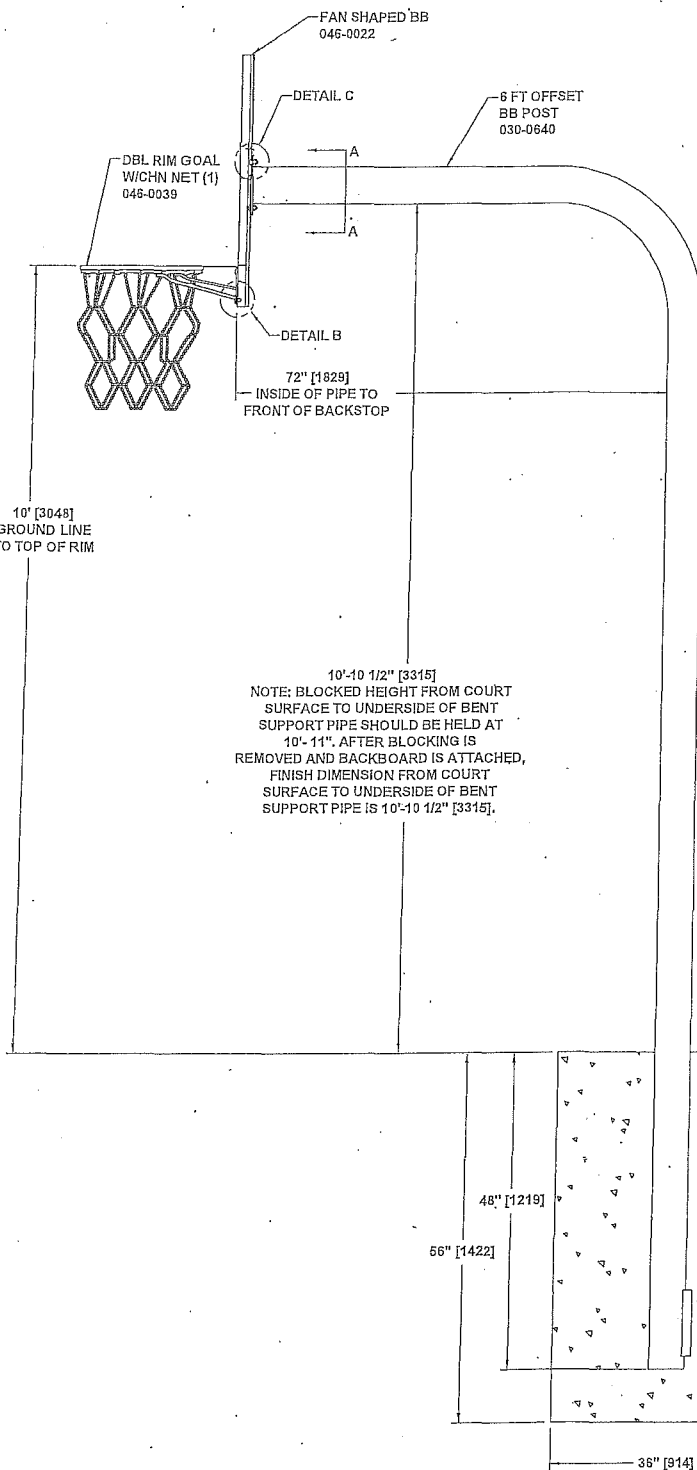 FAN SHAPED BB
046-0022
DETAIL C
6 FT OFFSET
BB POST
030-0640
A
DBL RIM GOAL
W/CHN NET (1)
046-0039
A
DETAIL B
72" [1829]
INSIDE OF PIPE TO
FRONT OF BACKSTOP
10' [3048]
GROUND LINE
TO TOP OF RIM
10'-10 1/2" [3315]
NOTE: BLOCKED HEIGHT FROM COURT
SURFACE TO UNDERSIDE OF BENT
SUPPORT PIPE SHOULD BE HELD AT
10'- 11". AFTER BLOCKING IS
REMOVED AND BACKBOARD IS ATTACHED,
FINISH DIMENSION FROM COURT
SURFACE TO UNDERSIDE OF BENT
SUPPORT PIPE IS 10'-10 1/2" [3315].
48" [1219]
56" [1422]
36" [914]